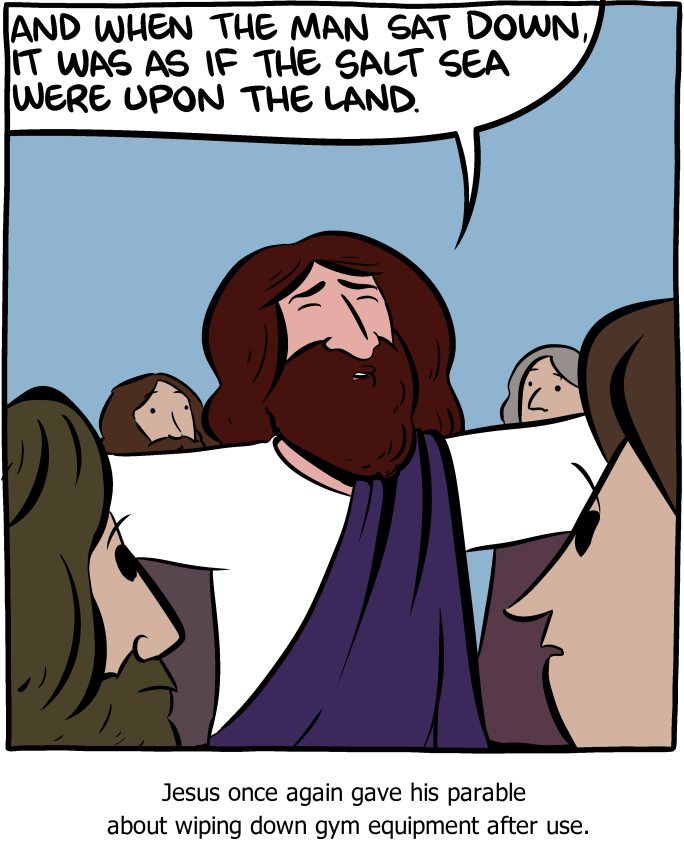 AND WHEN THE MAN SAT DOWN,
IT WAS AS IF THE SALT SEA
WERE UPON THE LAND.
Jesus once again gave his parable
about wiping down gym equipment after use.